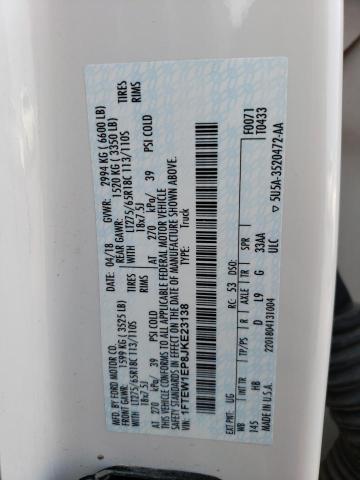 MFD. BY FORD MOTOR CO.
DATE: 04/18 GVWR: 2994 KG (6600 LB)
FRONT GAWR: 1599 KG (3525 LB) REAR GAWR: 1520 KG (3350 LB)
WITH LT275/65R18C 113/110S TIRES WITH LT275/65R18C 113/110S TIRES
18x7.5J RIMS 18x7.5J RIMS
AT 270 kPa/ 39 PSI COLD AT 270 kPa/ 39 PSI COLD
THIS VEHICLE CONFORMS TO ALL APPLICABLE FEDERAL MOTOR VEHICLE
SAFETY STANDARDS IN EFFECT ON THE DATE OF MANUFACTURE SHOWN ABOVE.
VIN: 1FTEW1EP8JKE23138 TYPE: Truck
F0071
T0433
EXT PNT: UG RC: 53 DSO:
WB INT TR TP/PS R AXLE TR SPR
145 HB D L9 G 33AA
2201804131004 ULC
▽ 5U5A-3520472-AA